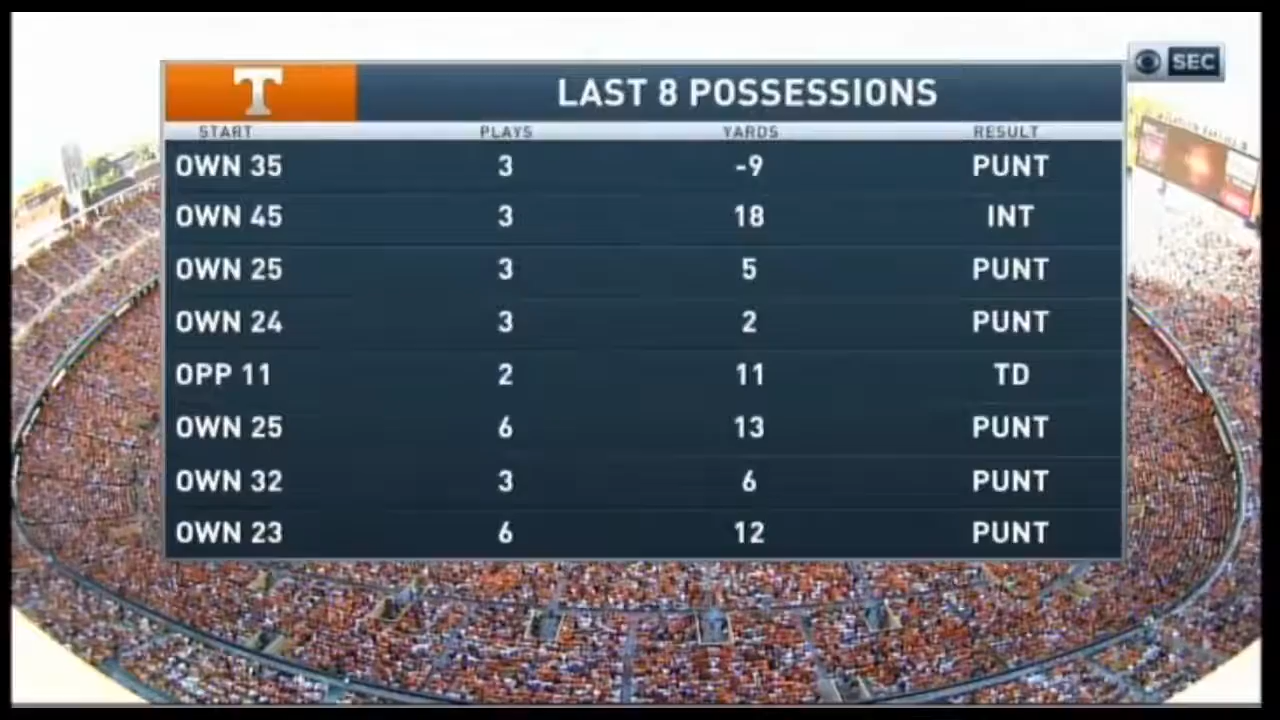 T LAST 8 POSSESSIONS
SEC
START PLAYS YARDS RESULT
OWN 35 3 -9 PUNT
OWN 45 3 18 INT
OWN 25 3 5 PUNT
OWN 24 3 2 PUNT
OPP 11 2 11 TD
OWN 25 6 13 PUNT
OWN 32 3 6 PUNT
OWN 23 6 12 PUNT